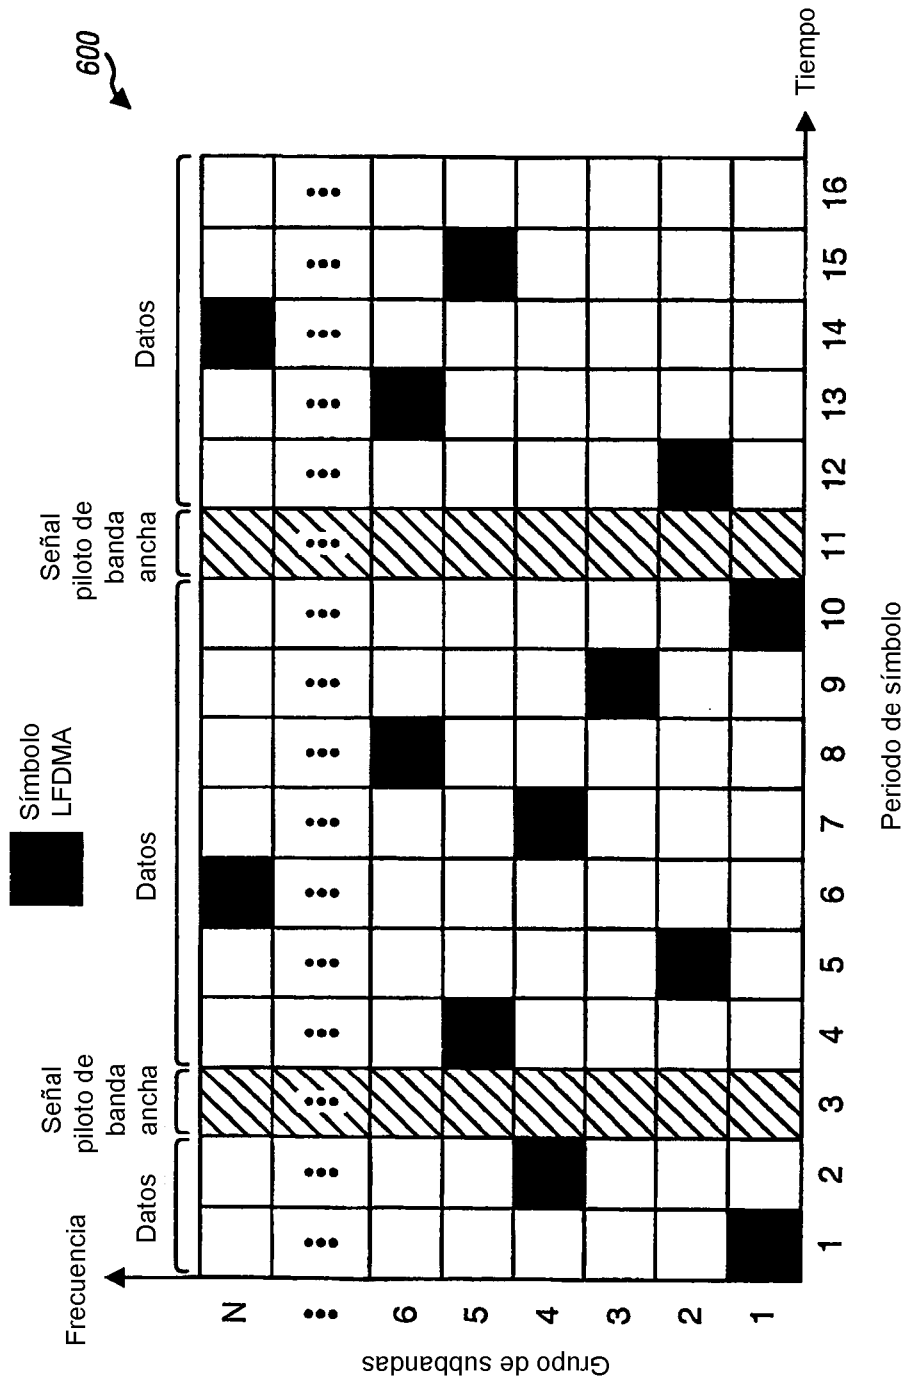 600
Símbolo
LFDMA
Frecuencia
Datos
Señal
piloto de
banda
ancha
Datos
Señal
piloto de
banda
ancha
Datos
N
•••
••• ••• ••• ••• ••• ••• ••• ••• ••• ••• ••• ••• ••• ••• ••• •••
6
5
4
3
2
1
Grupo de subbandas
1 2 3 4 5 6 7 8 9 10 11 12 13 14 15 16
Tiempo
Periodo de símbolo